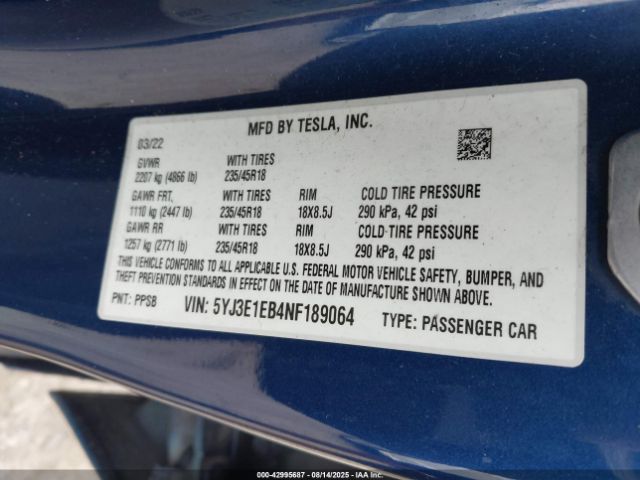 MFD BY TESLA, INC.
03/22
GVWR WITH TIRES
2207 kg (4866 lb) 235/45R18
GAWR FRT, WITH TIRES RIM COLD TIRE PRESSURE
1110 kg (2447 lb) 235/45R18 18X8.5J 290 kPa, 42 psi
GAWR RR WITH TIRES RIM COLD TIRE PRESSURE
1257 kg (2771 lb) 235/45R18 18X8.5J 290 kPa, 42 psi
THIS VEHICLE CONFORMS TO ALL APPLICABLE U.S. FEDERAL MOTOR VEHICLE SAFETY, BUMPER, AND
THEFT PREVENTION STANDARDS IN EFFECT ON THE DATE OF MANUFACTURE SHOWN ABOVE.
PNT: PPSB VIN: 5YJ3E1EB4NF189064 TYPE: PASSENGER CAR
000-42995687 - 08/14/2025 - IAAI.COM